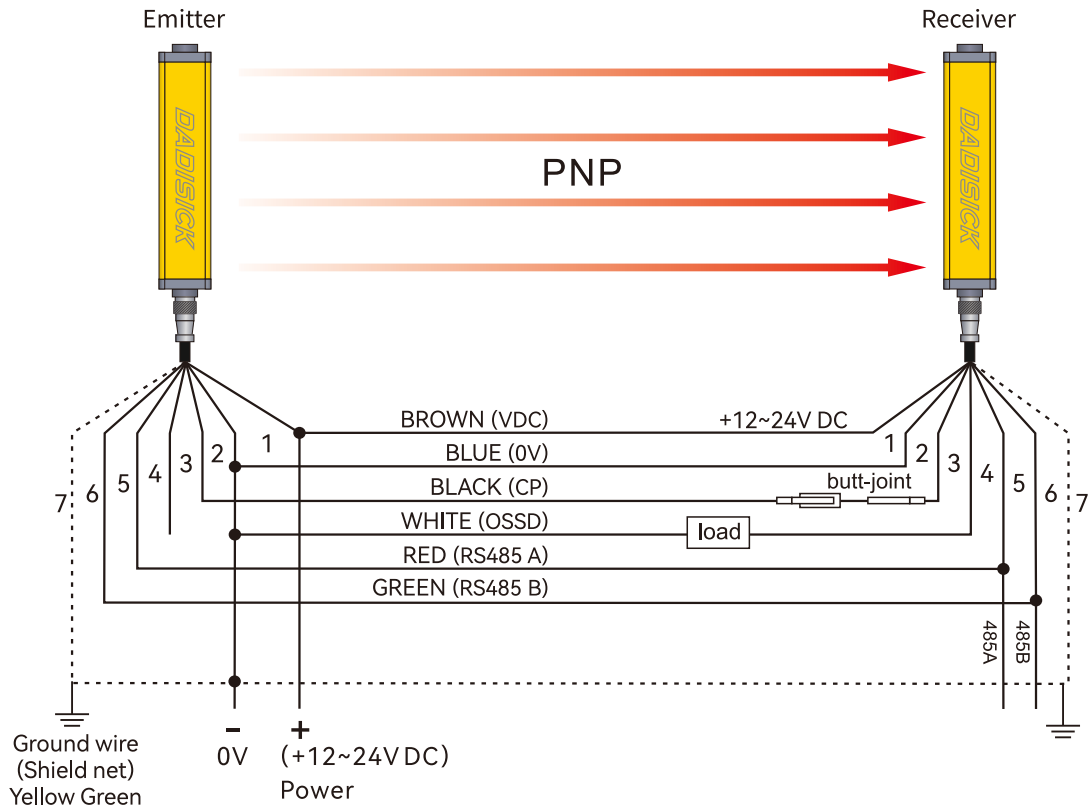 Emitter
Receiver
DADISICK
DADISICK
PNP
BROWN (VDC)
+12~24V DC
BLUE (0V)
BLACK (CP)
butt-joint
WHITE (OSSD)
load
RED (RS485 A)
GREEN (RS485 B)
7 6 5 4 3 2 1
1 2 3 4 5 6 7
485A
485B
-
+
0V
(+12~24V DC)
Power
Ground wire
(Shield net)
Yellow Green